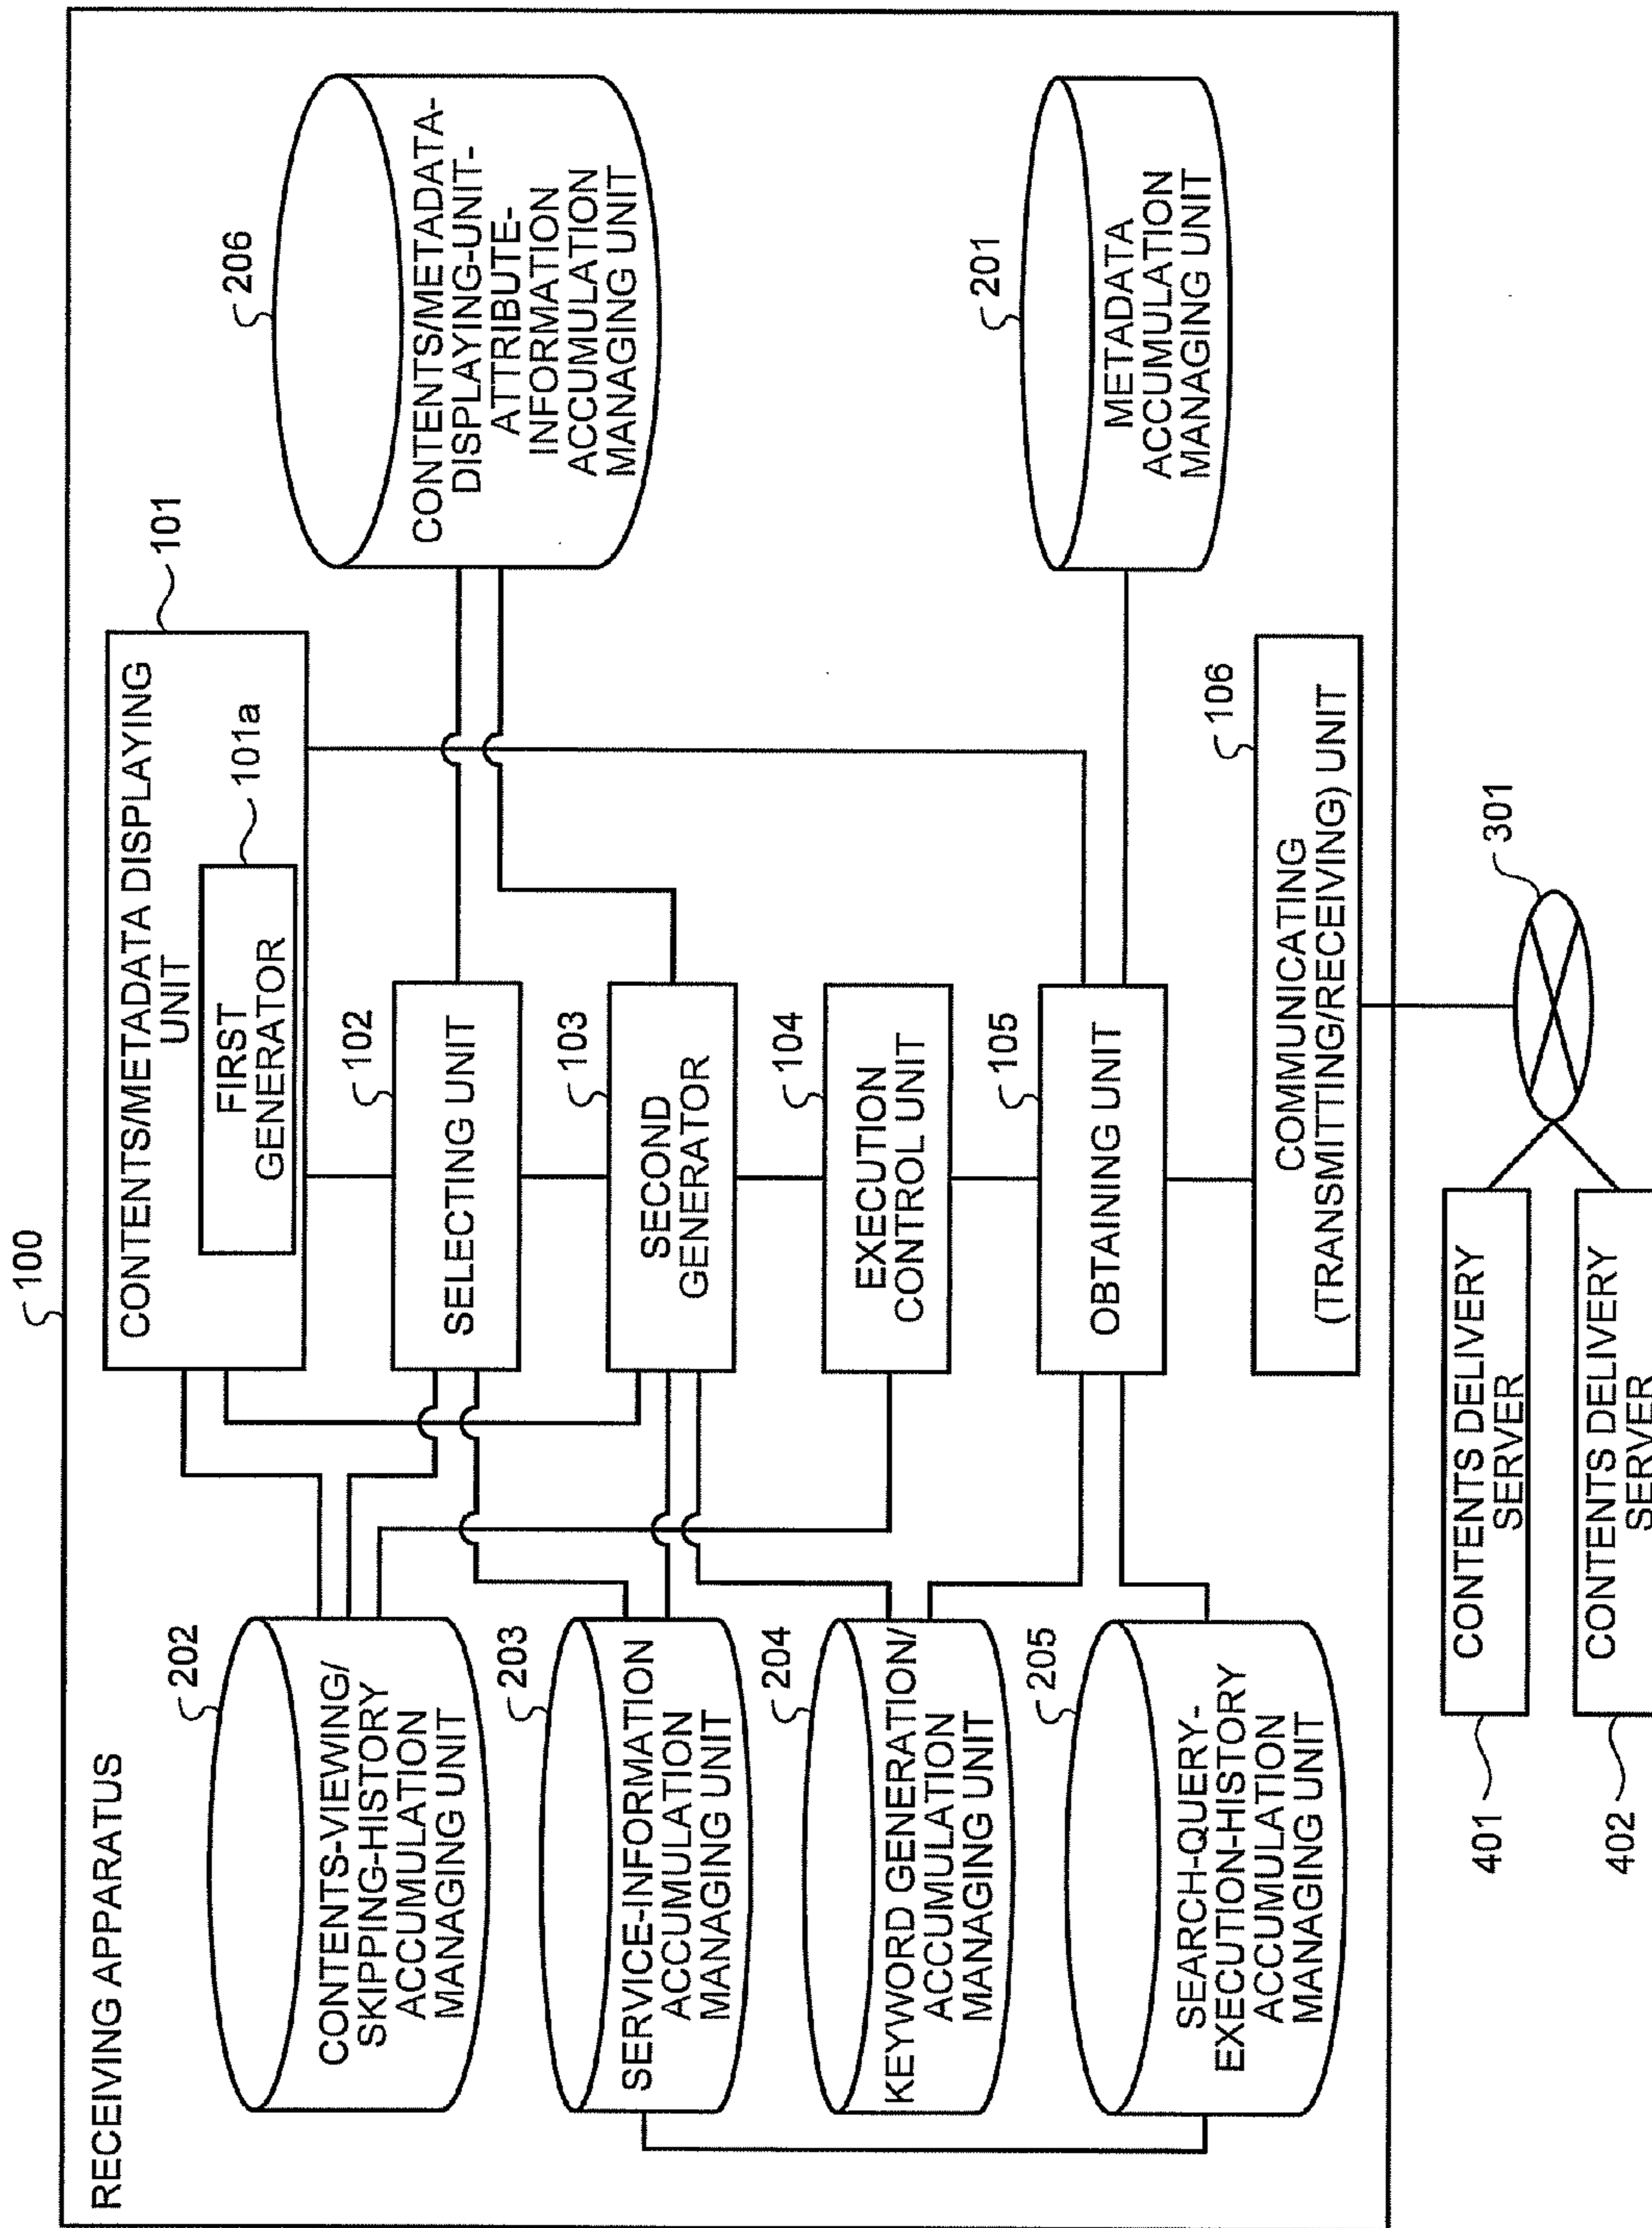 100
RECEIVING APPARATUS
202
CONTENTS-VIEWING/
SKIPPING-HISTORY
ACCUMULATION
MANAGING UNIT
203
SERVICE-INFORMATION
ACCUMULATION
MANAGING UNIT
204
KEYWORD GENERATION/
ACCUMULATION
MANAGING UNIT
205
SEARCH-QUERY-
EXECUTION-HISTORY
ACCUMULATION
MANAGING UNIT
101
CONTENTS/METADATA DISPLAYING
UNIT
101a
FIRST
GENERATOR
102
SELECTING UNIT
103
SECOND
GENERATOR
104
EXECUTION
CONTROL UNIT
105
OBTAINING UNIT
106
COMMUNICATING
(TRANSMITTING/RECEIVING) UNIT
206
CONTENTS/METADATA-
DISPLAYING-UNIT-
ATTRIBUTE-
INFORMATION
ACCUMULATION
MANAGING UNIT
201
METADATA
ACCUMULATION
MANAGING UNIT
301
401
CONTENTS DELIVERY
SERVER
402
CONTENTS DELIVERY
SERVER